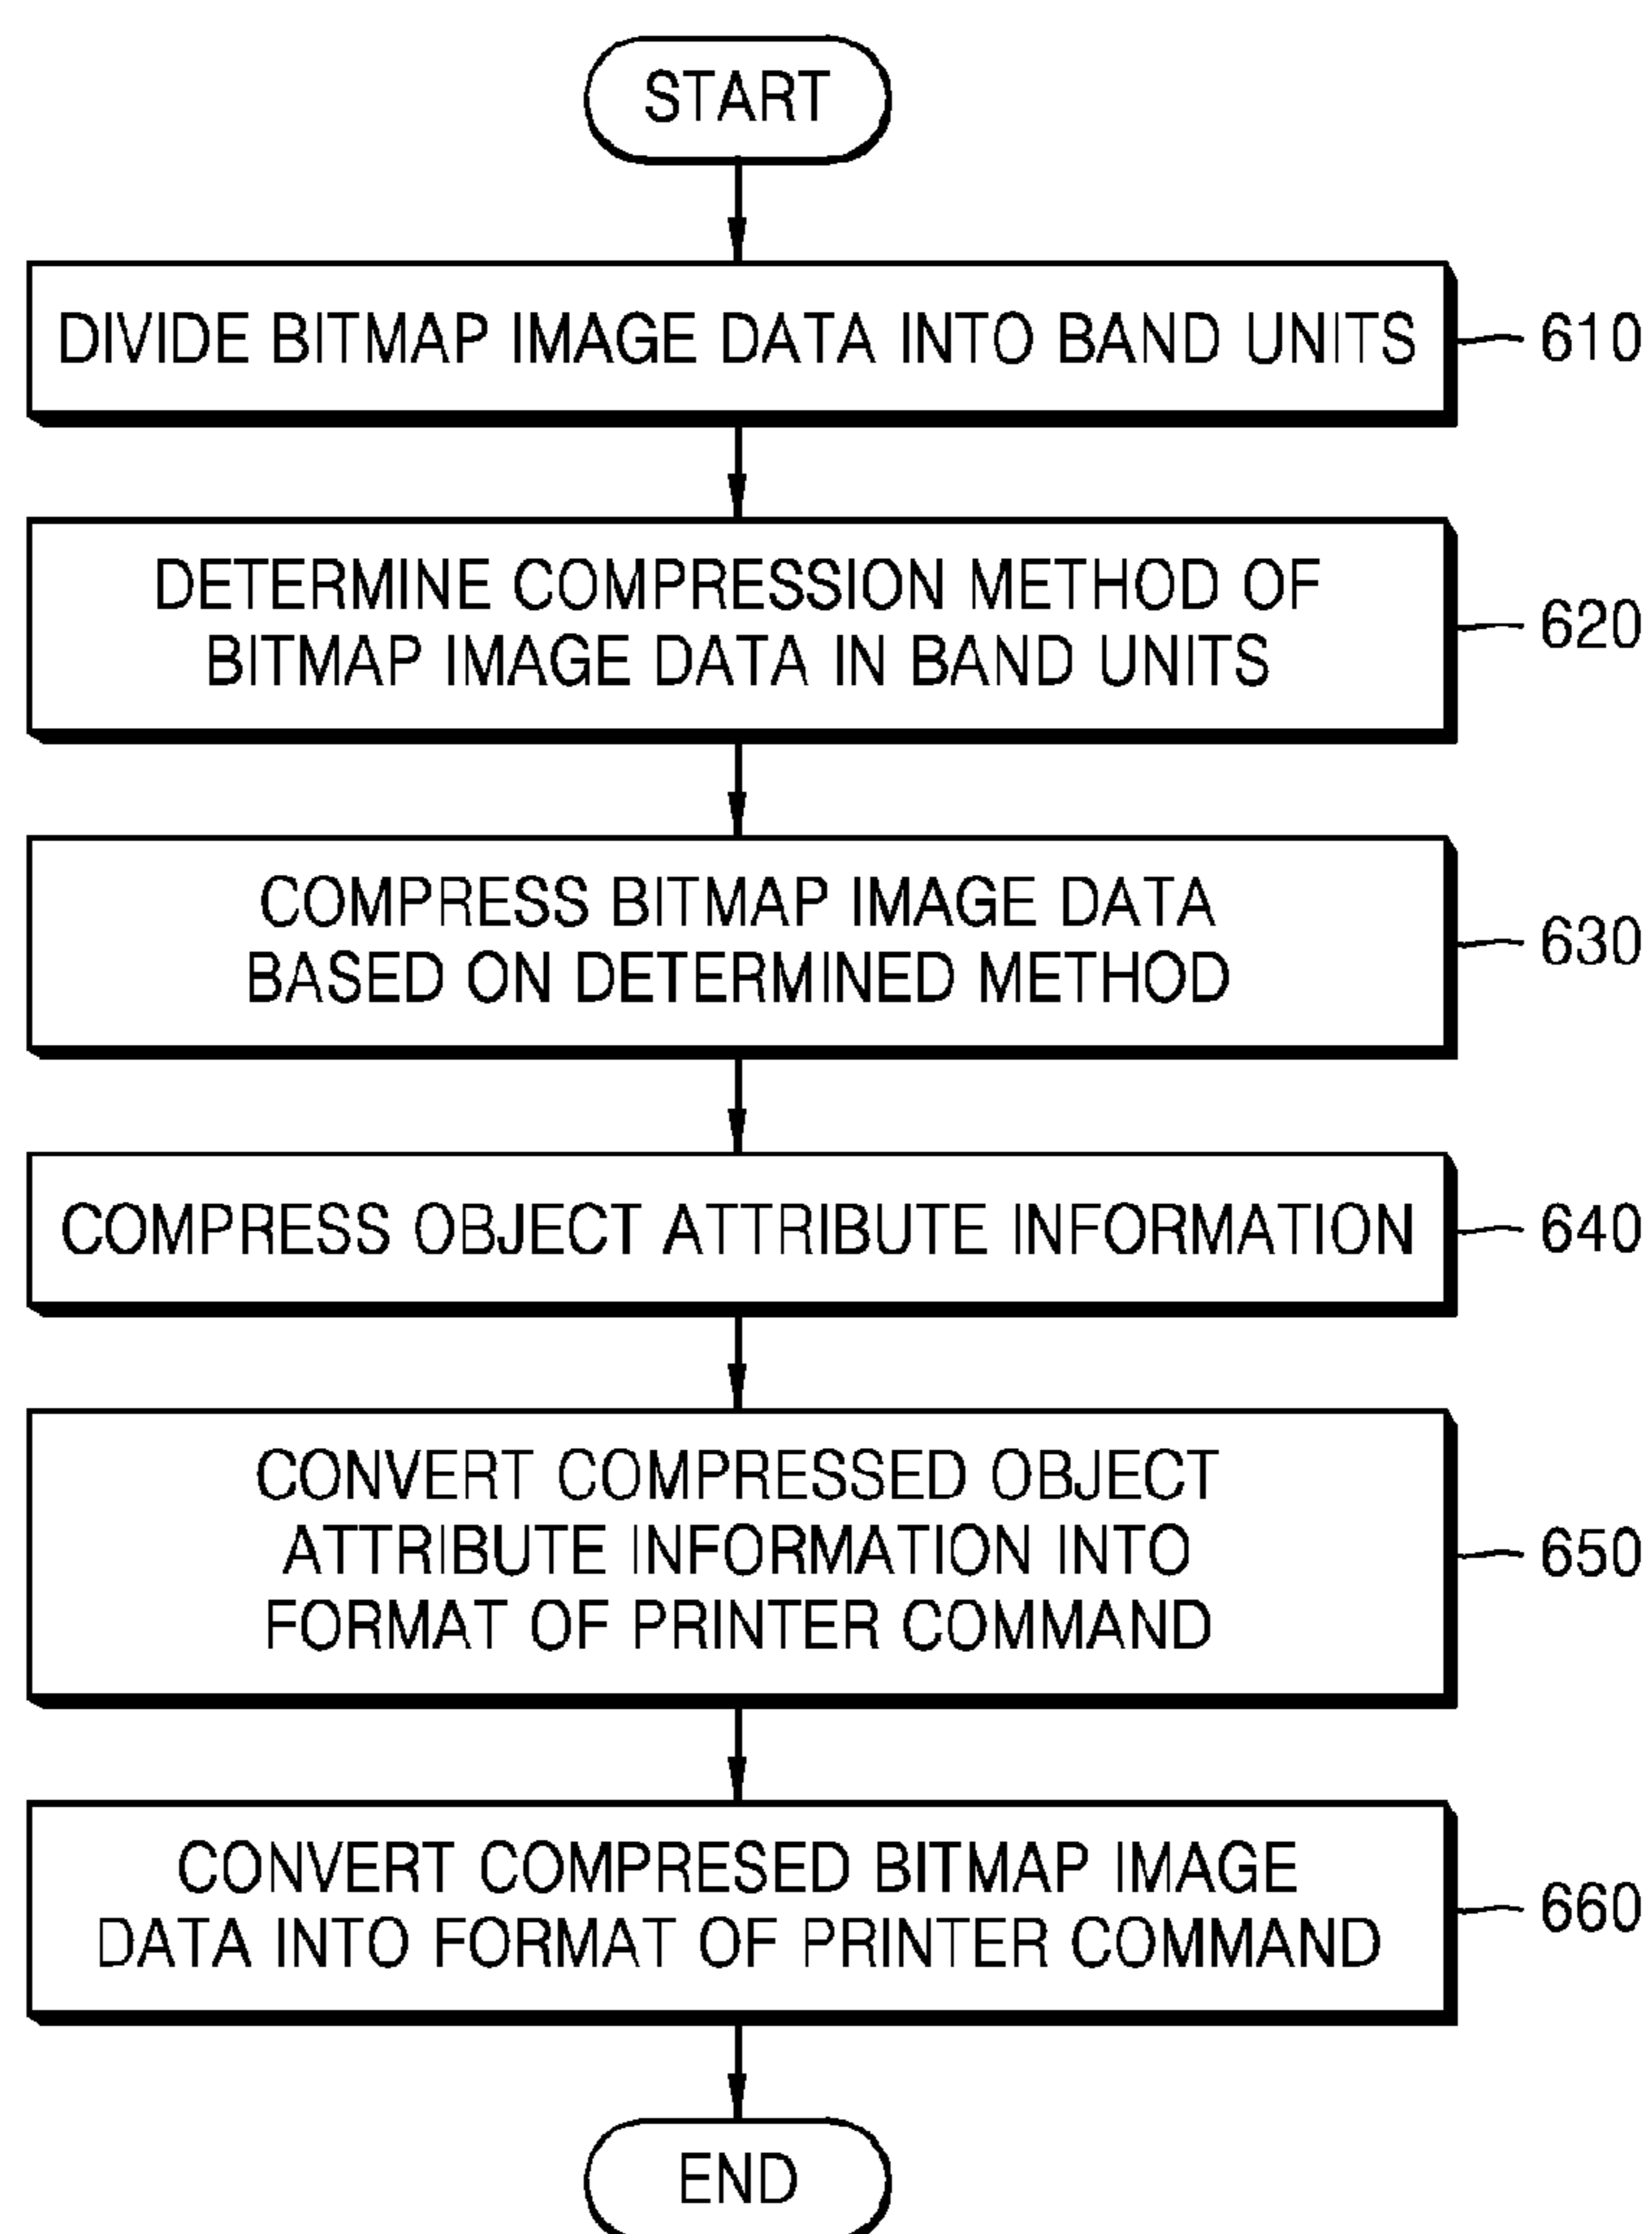 START
DIVIDE BITMAP IMAGE DATA INTO BAND UNITS
610
DETERMINE COMPRESSION METHOD OF
BITMAP IMAGE DATA IN BAND UNITS
620
COMPRESS BITMAP IMAGE DATA
BASED ON DETERMINED METHOD
630
COMPRESS OBJECT ATTRIBUTE INFORMATION
640
CONVERT COMPRESSED OBJECT
ATTRIBUTE INFORMATION INTO
FORMAT OF PRINTER COMMAND
650
CONVERT COMPRESED BITMAP IMAGE
DATA INTO FORMAT OF PRINTER COMMAND
660
END